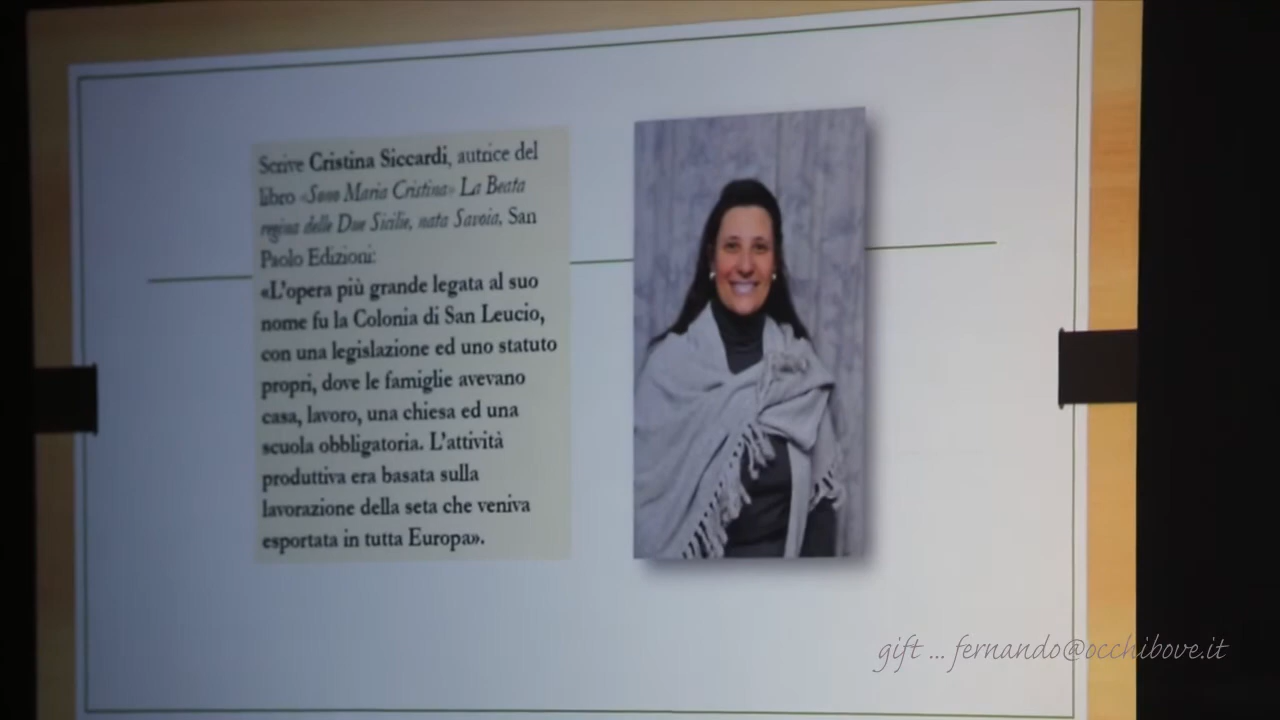 Scrive Cristina Siccardi, autrice del
libro «Sono Maria Cristina» La Beata
regina delle Due Sicilie, nata Savoia, San
Paolo Edizioni:
«L'opera più grande legata al suo
nome fu la Colonia di San Leucio,
con una legislazione ed uno statuto
propri, dove le famiglie avevano
casa, lavoro, una chiesa ed una
scuola obbligatoria. L'attività
produttiva era basata sulla
lavorazione della seta che veniva
esportata in tutta Europa».
gift ... fernando@occhibove.it